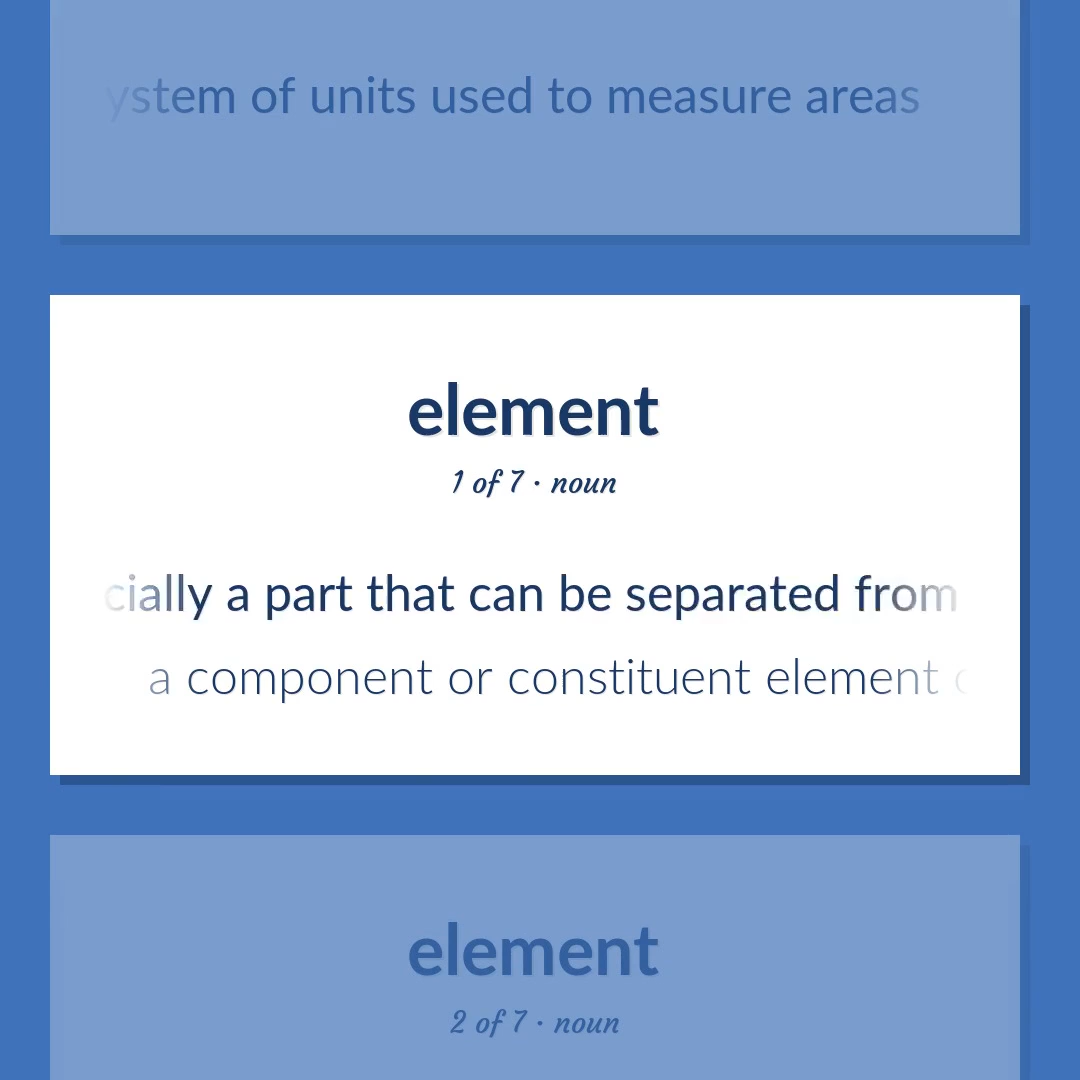 ystem of units used to measure areas
element
1 of 7 · noun
cially a part that can be separated from
a component or constituent element
element
2 of 7 · noun